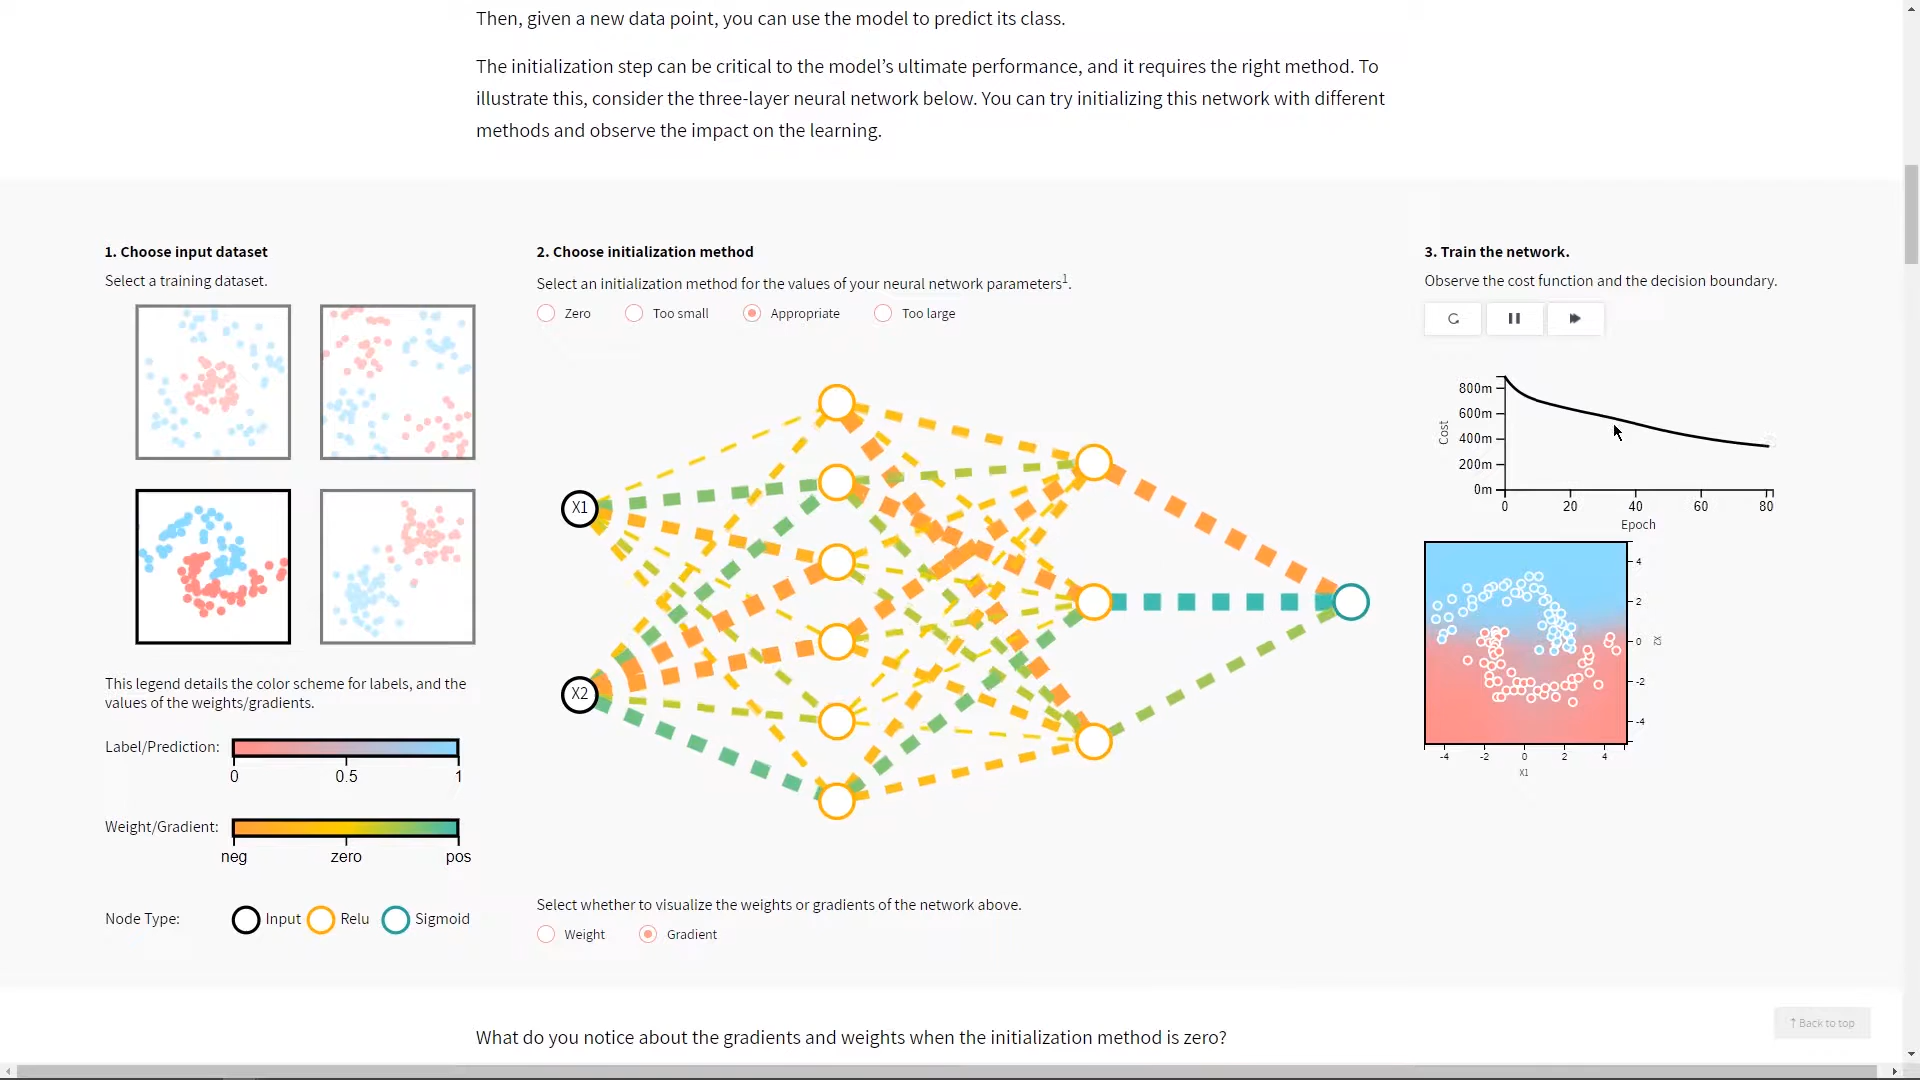 Then, given a new data point, you can use the model to predict its class.
The initialization step can be critical to the model’s ultimate performance, and it requires the right method. To
illustrate this, consider the three-layer neural network below. You can try initializing this network with different
methods and observe the impact on the learning.
1. Choose input dataset
Select a training dataset.
This legend details the color scheme for labels, and the
values of the weights/gradients.
Label/Prediction:
0 0.5 1
Weight/Gradient:
neg zero pos
Node Type: Input Relu Sigmoid
2. Choose initialization method
Select an initialization method for the values of your neural network parameters1.
Zero Too small Appropriate Too large
X1
X2
Select whether to visualize the weights or gradients of the network above.
Weight Gradient
3. Train the network.
Observe the cost function and the decision boundary.
800m
600m
400m
200m
0m
Cost
0 20 40 60 80
Epoch
4
2
0
-2
-4
X2
-4 -2 0 2 4
X1
What do you notice about the gradients and weights when the initialization method is zero?
↑ Back to top